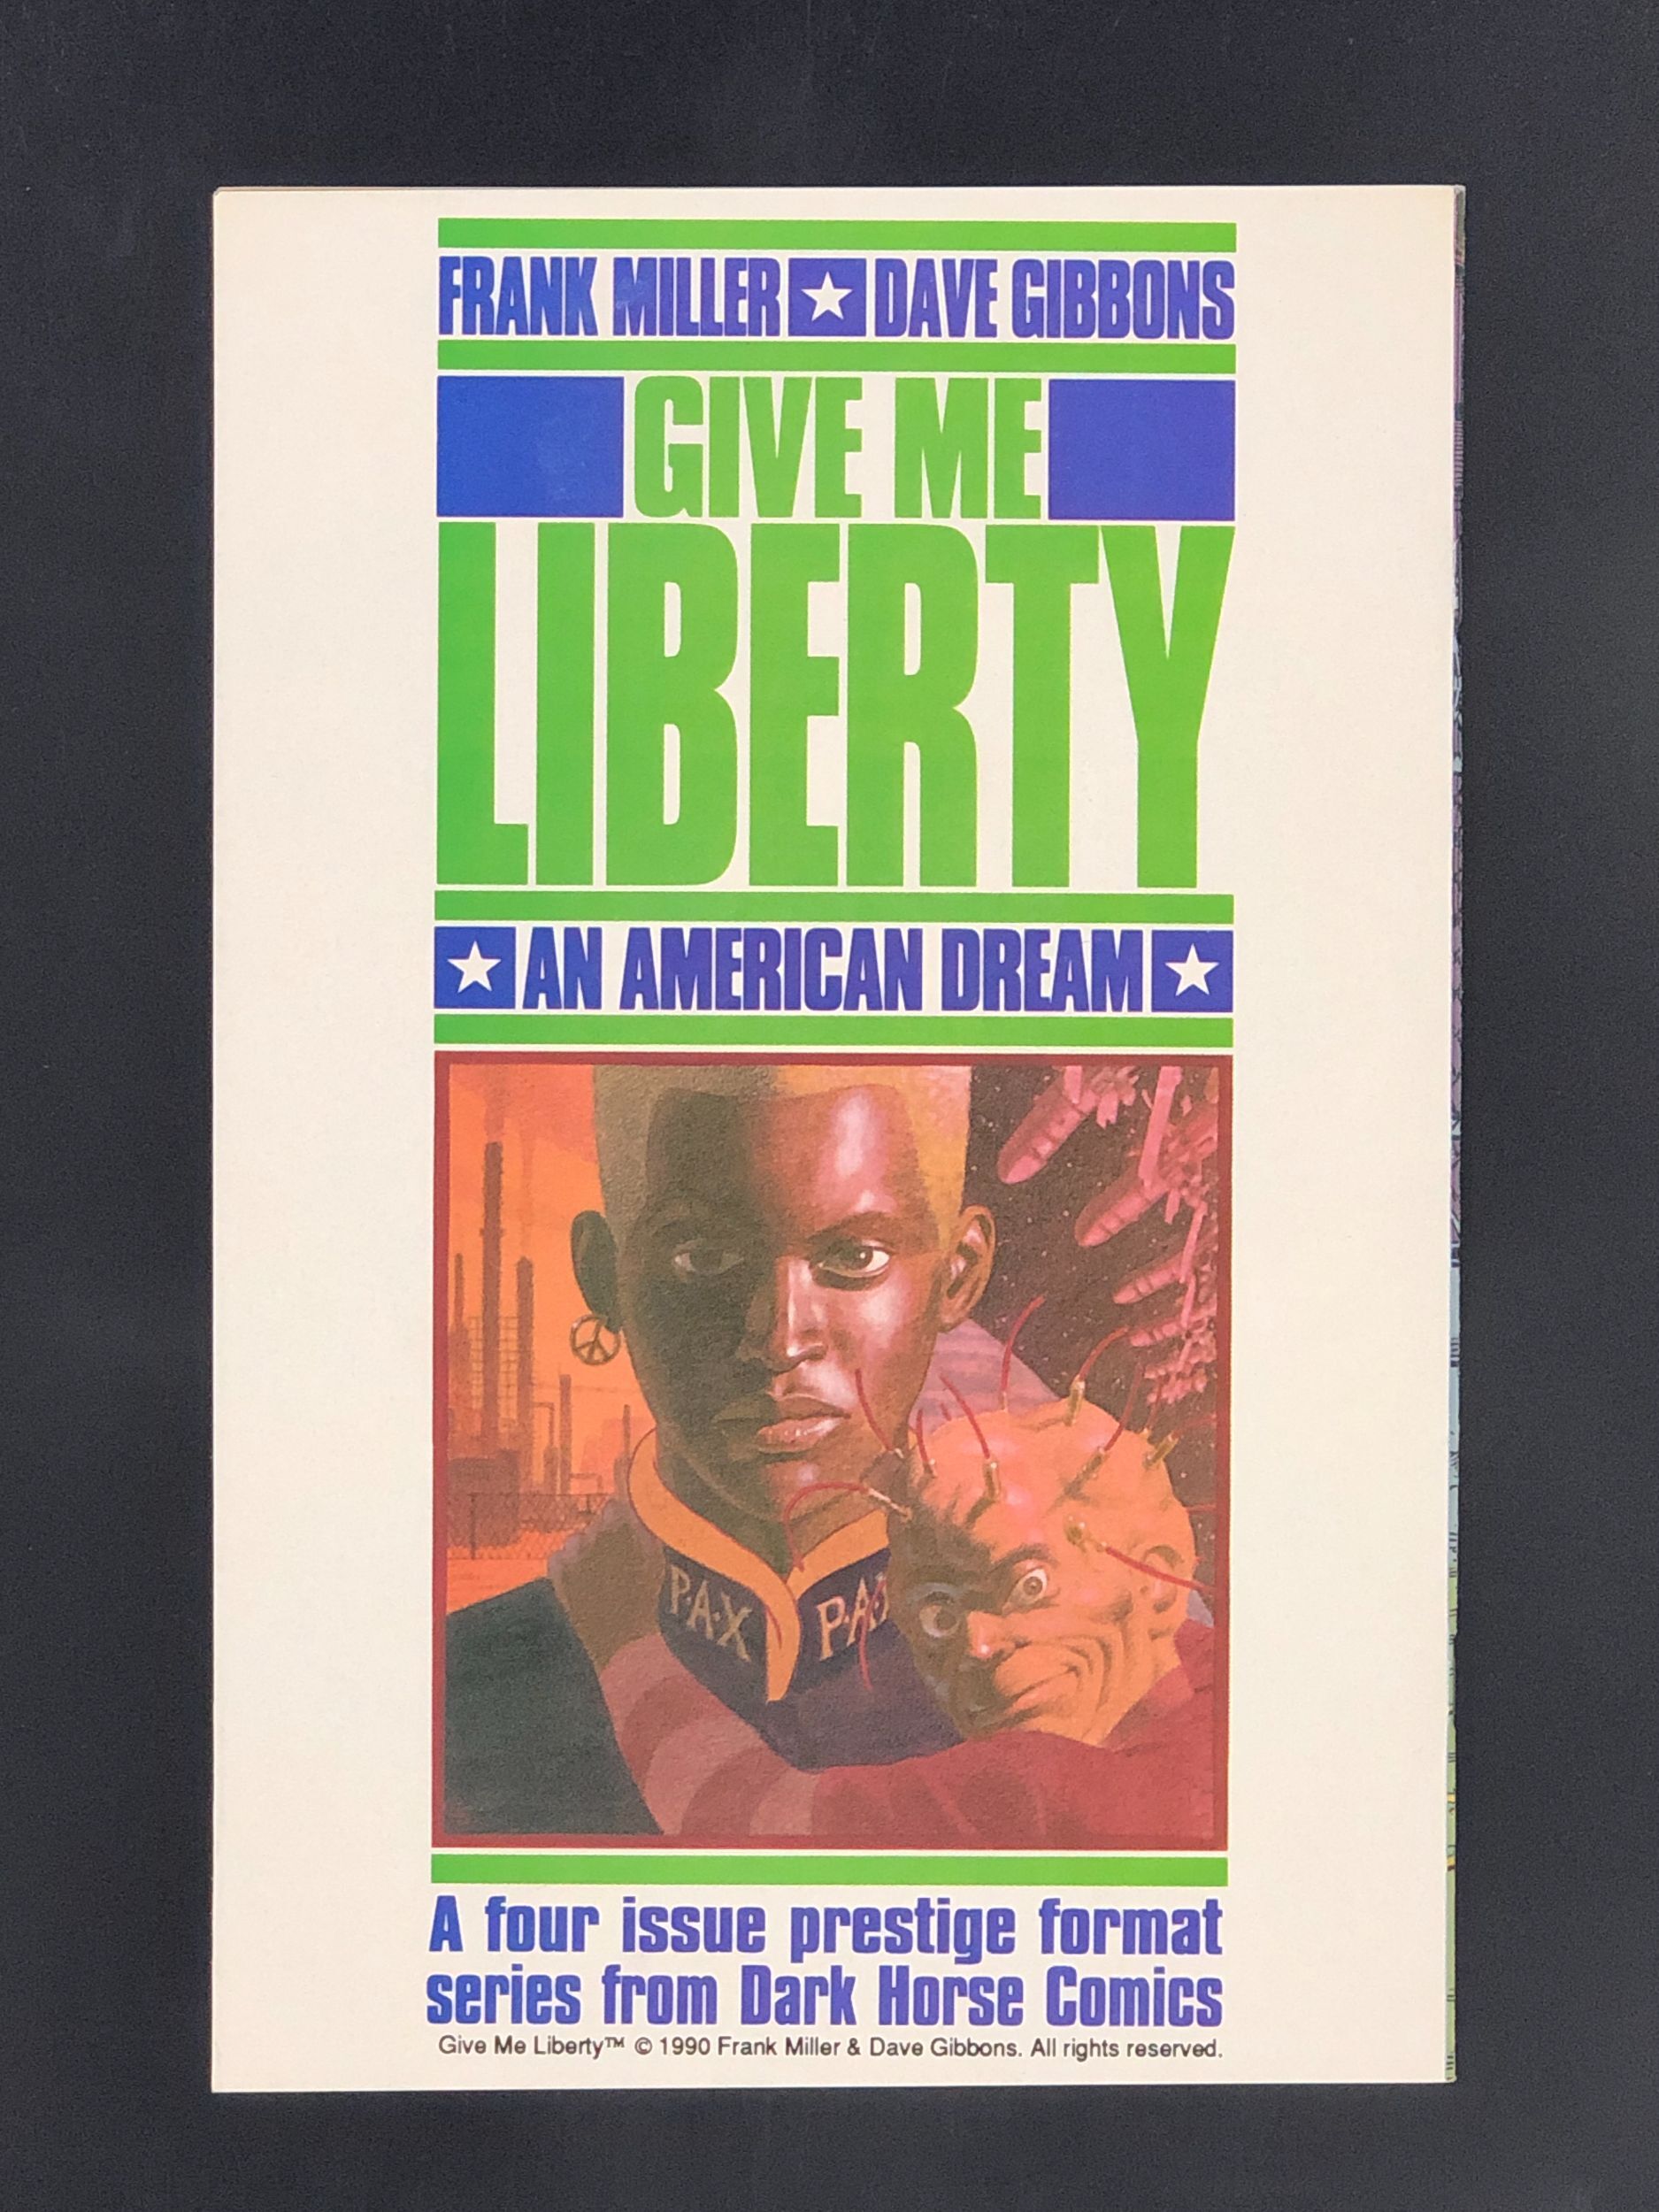 FRANK MILLER ★ DAVE GIBBONS
GIVE ME
LIBERTY
★ AN AMERICAN DREAM ★
P·A·X P·A·
A four issue prestige format
series from Dark Horse Comics
Give Me Liberty™ © 1990 Frank Miller & Dave Gibbons. All rights reserved.